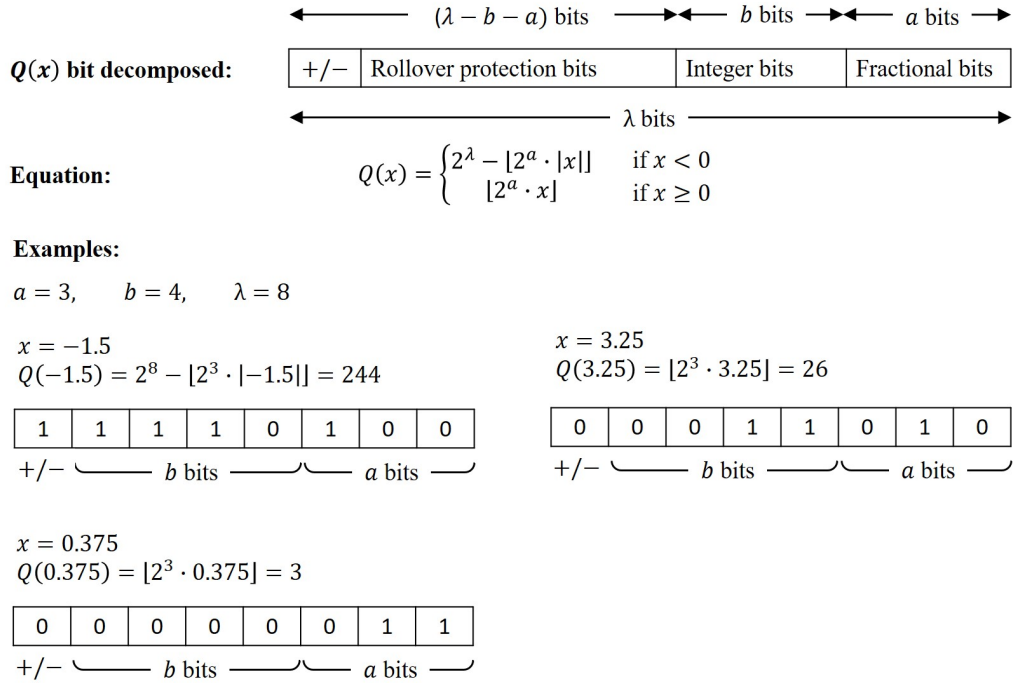 (λ − b − a) bits b bits a bits
Q(x) bit decomposed: +/− Rollover protection bits Integer bits Fractional bits
λ bits
Equation: Q(x) = { 2^λ − ⌊2^a · |x|⌋ if x < 0
⌊2^a · x⌋ if x ≥ 0
Examples:
a = 3, b = 4, λ = 8
x = −1.5
Q(−1.5) = 2^8 − ⌊2^3 · |−1.5|⌋ = 244
1 1 1 1 0 1 0 0
+/− b bits a bits
x = 3.25
Q(3.25) = ⌊2^3 · 3.25⌋ = 26
0 0 0 1 1 0 1 0
+/− b bits a bits
x = 0.375
Q(0.375) = ⌊2^3 · 0.375⌋ = 3
0 0 0 0 0 0 1 1
+/− b bits a bits